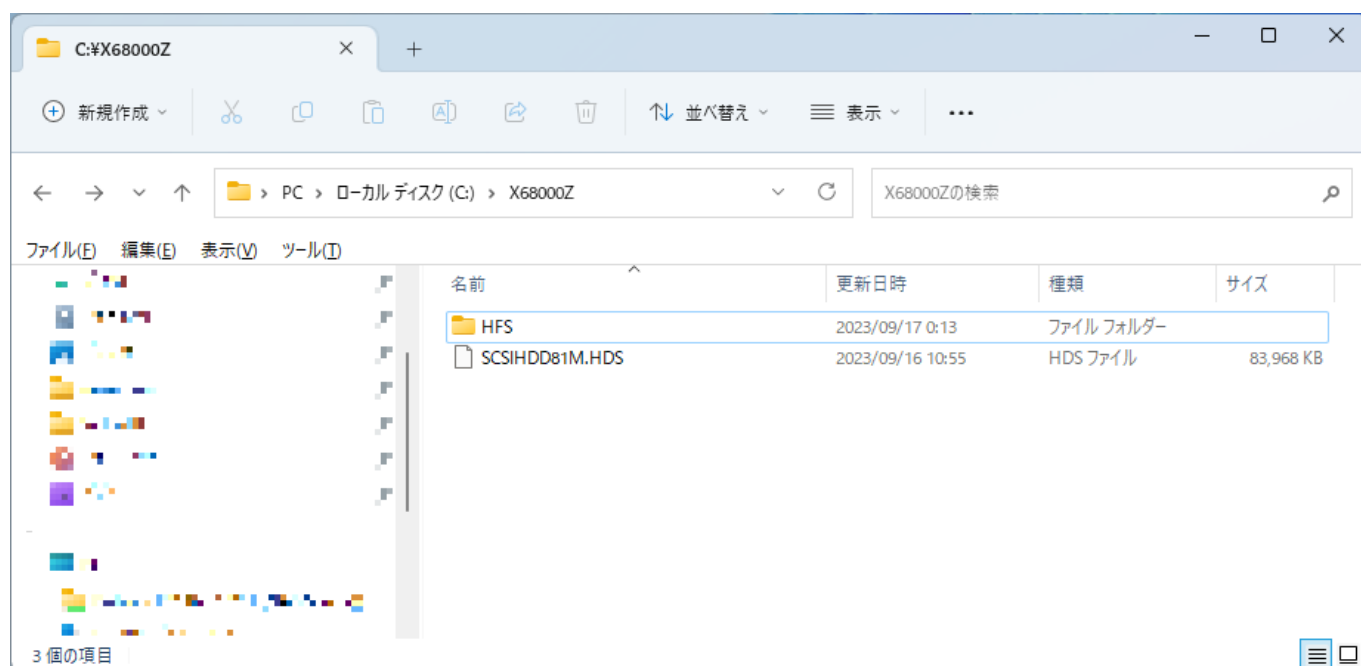 C:¥X68000Z
新規作成 並べ替え 表示
PC › ローカル ディスク (C:) › X68000Z X68000Zの検索
ファイル(F) 編集(E) 表示(V) ツール(T)
名前 更新日時 種類 サイズ
HFS 2023/09/17 0:13 ファイル フォルダー
SCSIHDD81M.HDS 2023/09/16 10:55 HDS ファイル 83,968 KB
3 個の項目